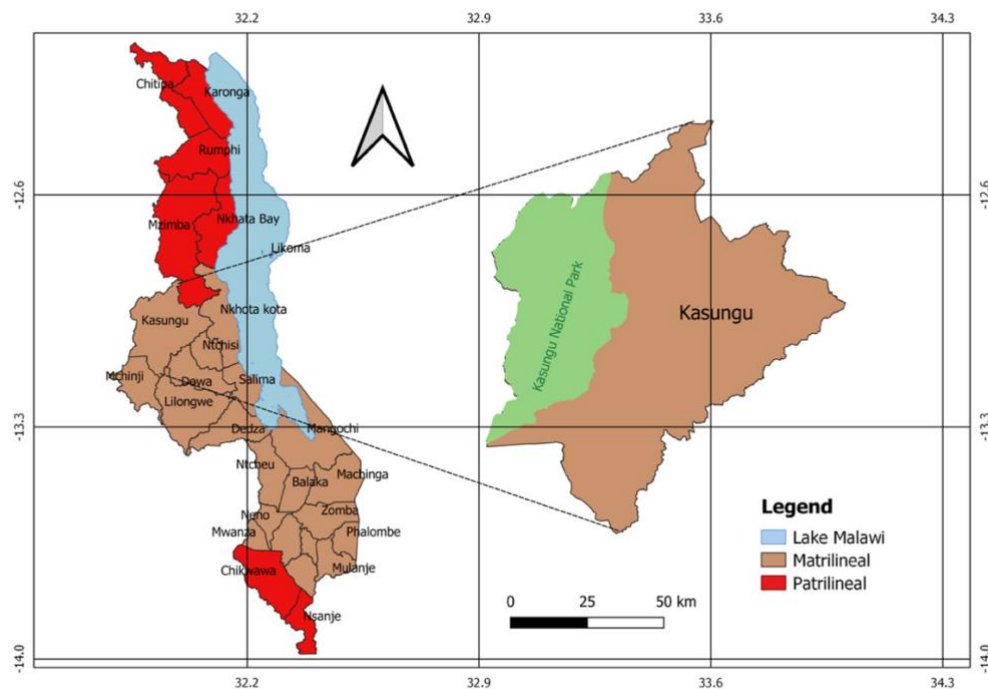 32.2
32.9
33.6
34.3
Chitipa
Karonga
Rumphi
-12.6
-12.6
Nkhata Bay
Mzimba
Likoma
Nkhota kota
Kasungu
Ntchisi
Mchinji
Dowa
Salima
Lilongwe
Dedza
Mangochi
-13.3
-13.3
Ntcheu
Machinga
Balaka
Neno
Zomba
Mwanza
Phalombe
Chikwawa
Mulanje
Nsanje
Kasungu National Park
Kasungu
Legend
Lake Malawi
Matrilineal
Patrilineal
0
25
50 km
-14.0
-14.0
32.2
32.9
33.6
34.3